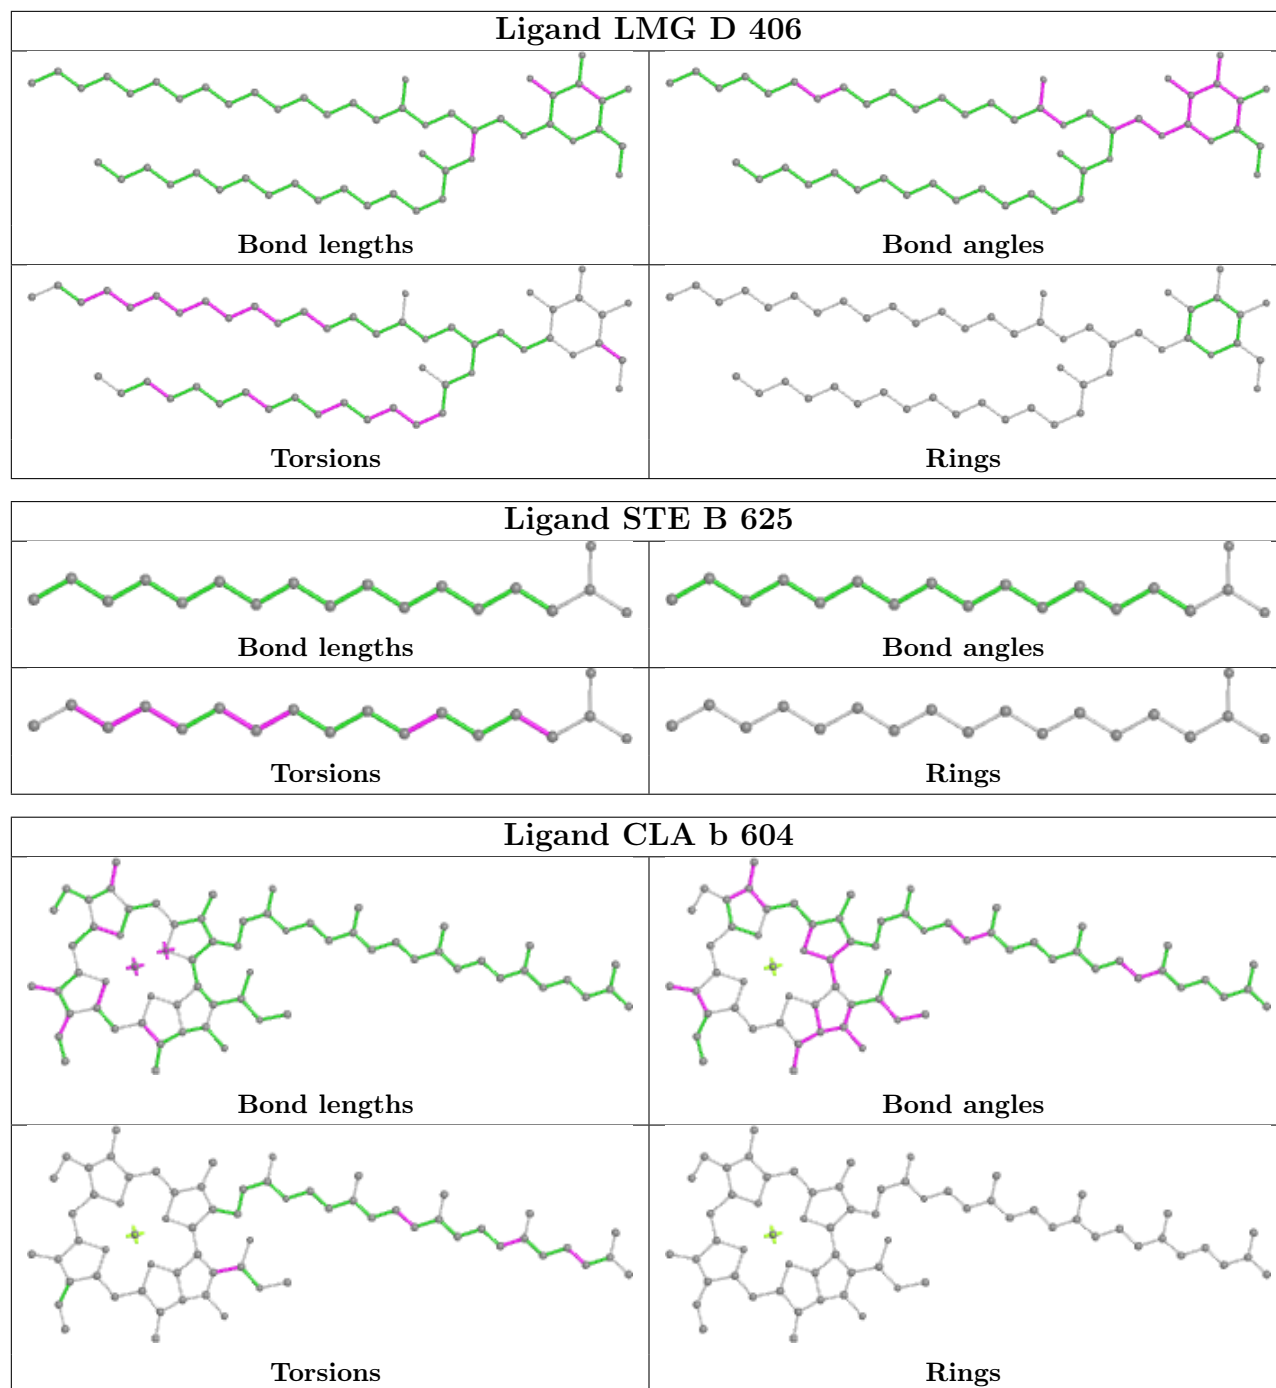 Ligand LMG D 406
Bond lengths
Bond angles
Torsions
Rings
Ligand STE B 625
Bond lengths
Bond angles
Torsions
Rings
Ligand CLA b 604
Bond lengths
Bond angles
Torsions
Rings